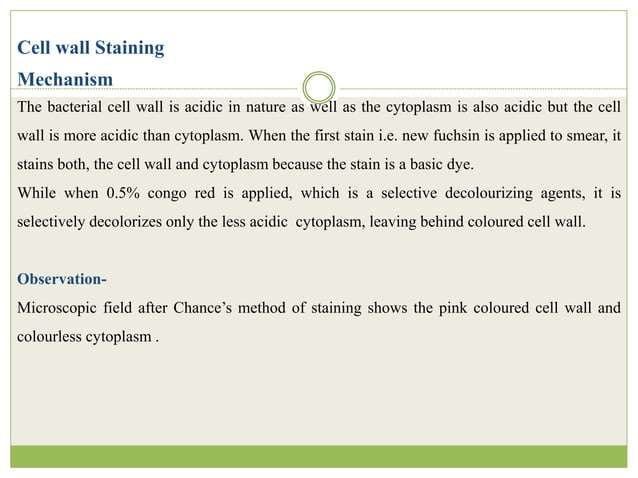 Cell wall Staining
Mechanism
The bacterial cell wall is acidic in nature as well as the cytoplasm is also acidic but the cell
wall is more acidic than cytoplasm. When the first stain i.e. new fuchsin is applied to smear, it
stains both, the cell wall and cytoplasm because the stain is a basic dye.
While when 0.5% congo red is applied, which is a selective decolourizing agents, it is
selectively decolorizes only the less acidic cytoplasm, leaving behind coloured cell wall.
Observation-
Microscopic field after Chance’s method of staining shows the pink coloured cell wall and
colourless cytoplasm .